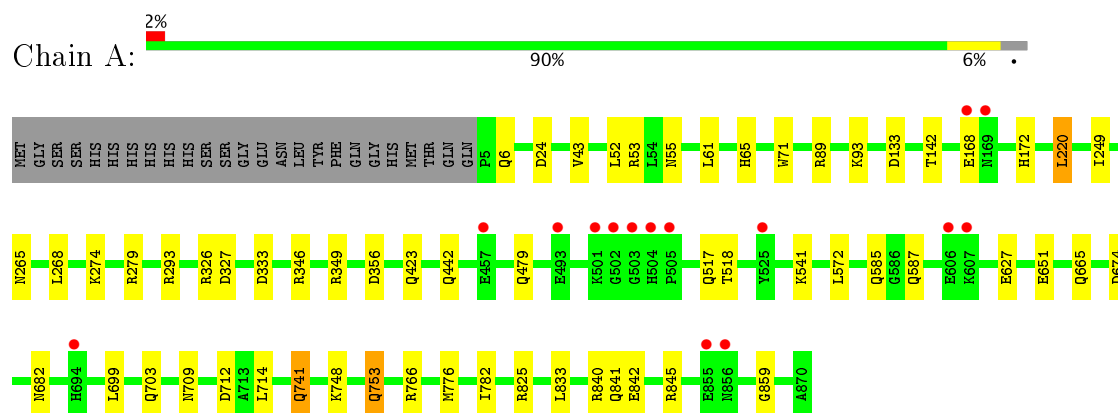 2%
Chain A:
90% 6% •
MET GLY SER SER HIS HIS HIS HIS HIS HIS SER SER GLY GLU ASN LEU TYR PHE GLN GLY HIS MET THR GLN GLN P5 Q6 D24 V43 L52 R53 L54 N55 L61 H65 W71 R89 K93 D133 T142 E168 N169 H172 L220 I249
N265 L268 K274 R279 R293 R326 D327 D333 R346 R349 D356 Q423 Q442 E457 Q479 E493 K501 G502 G503 H504 P505 Q517 T518 Y525 K541 L572 Q585 G586 Q587 E606 K607 E627 E651 Q665 D674
N682 H694 L699 Q703 N709 D712 A713 L714 Q741 K748 Q753 R766 M776 I782 R825 L833 R840 Q841 E842 R845 E855 N856 G859 A870